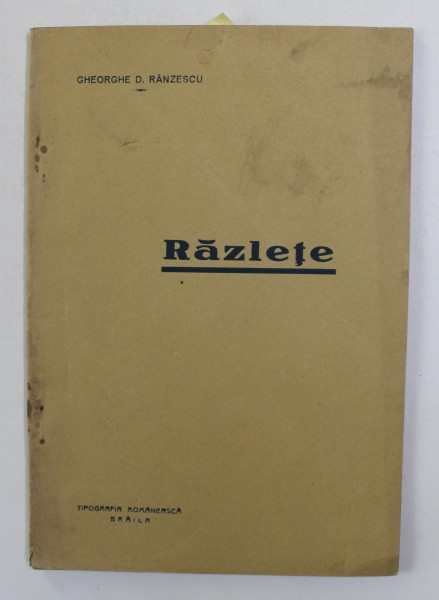 GHEORGHE D. RÂNZESCU
Răzleţe
TIPOGRAFIA ROMÂNEASCĂ
BRĂILA